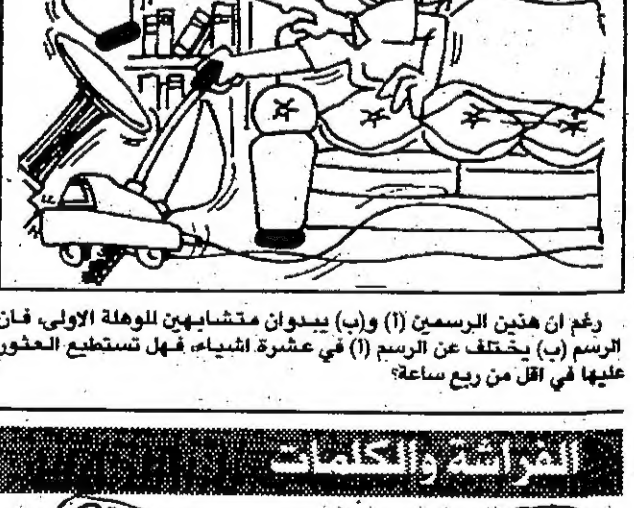 رغم ان هذين الرسمين (آ) و(ب) يبدوان متشابهين للوهلة الاولى، فان
الرسم (ب) يختلف عن الرسم (آ) في عشرة اشياء، فهل تستطيع العثور
عليها في اقل من ربع ساعة؟
الفراشة والكلمات